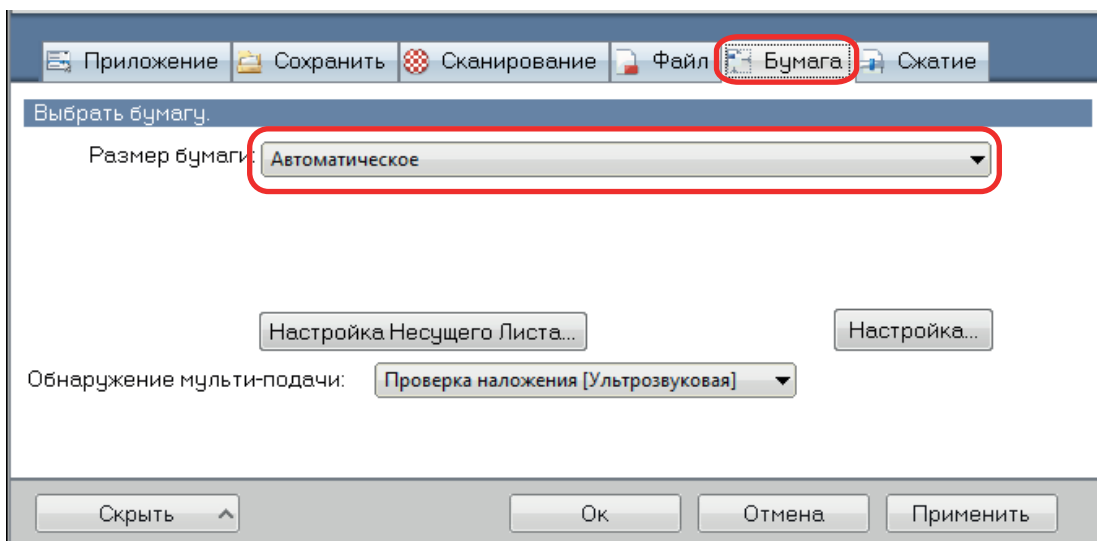 Приложение Сохранить Сканирование Файл Бумага Сжатие
Выбрать бумагу.
Размер бумаги: Автоматическое
Настройка Несущего Листа... Настройка...
Обнаружение мульти-подачи: Проверка наложения [Ультрозвуковая]
Скрыть Ок Отмена Применить